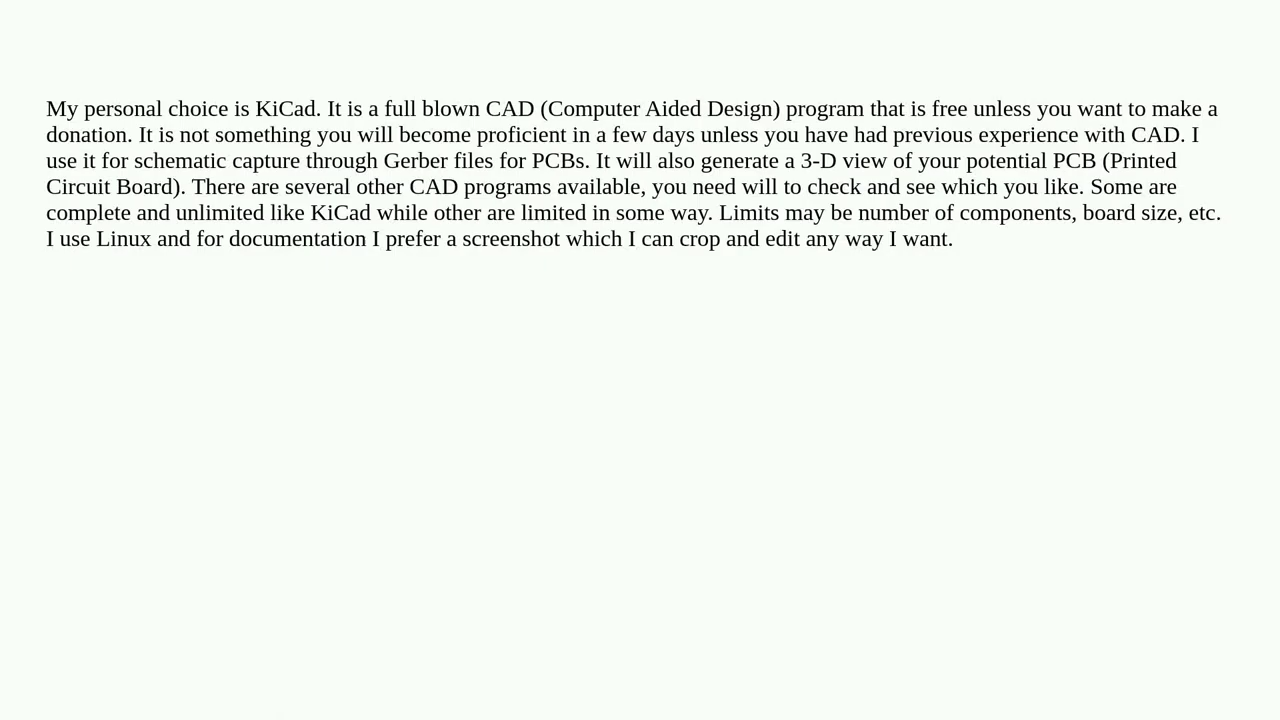 My personal choice is KiCad. It is a full blown CAD (Computer Aided Design) program that is free unless you want to make a
donation. It is not something you will become proficient in a few days unless you have had previous experience with CAD. I
use it for schematic capture through Gerber files for PCBs. It will also generate a 3-D view of your potential PCB (Printed
Circuit Board). There are several other CAD programs available, you need will to check and see which you like. Some are
complete and unlimited like KiCad while other are limited in some way. Limits may be number of components, board size, etc.
I use Linux and for documentation I prefer a screenshot which I can crop and edit any way I want.